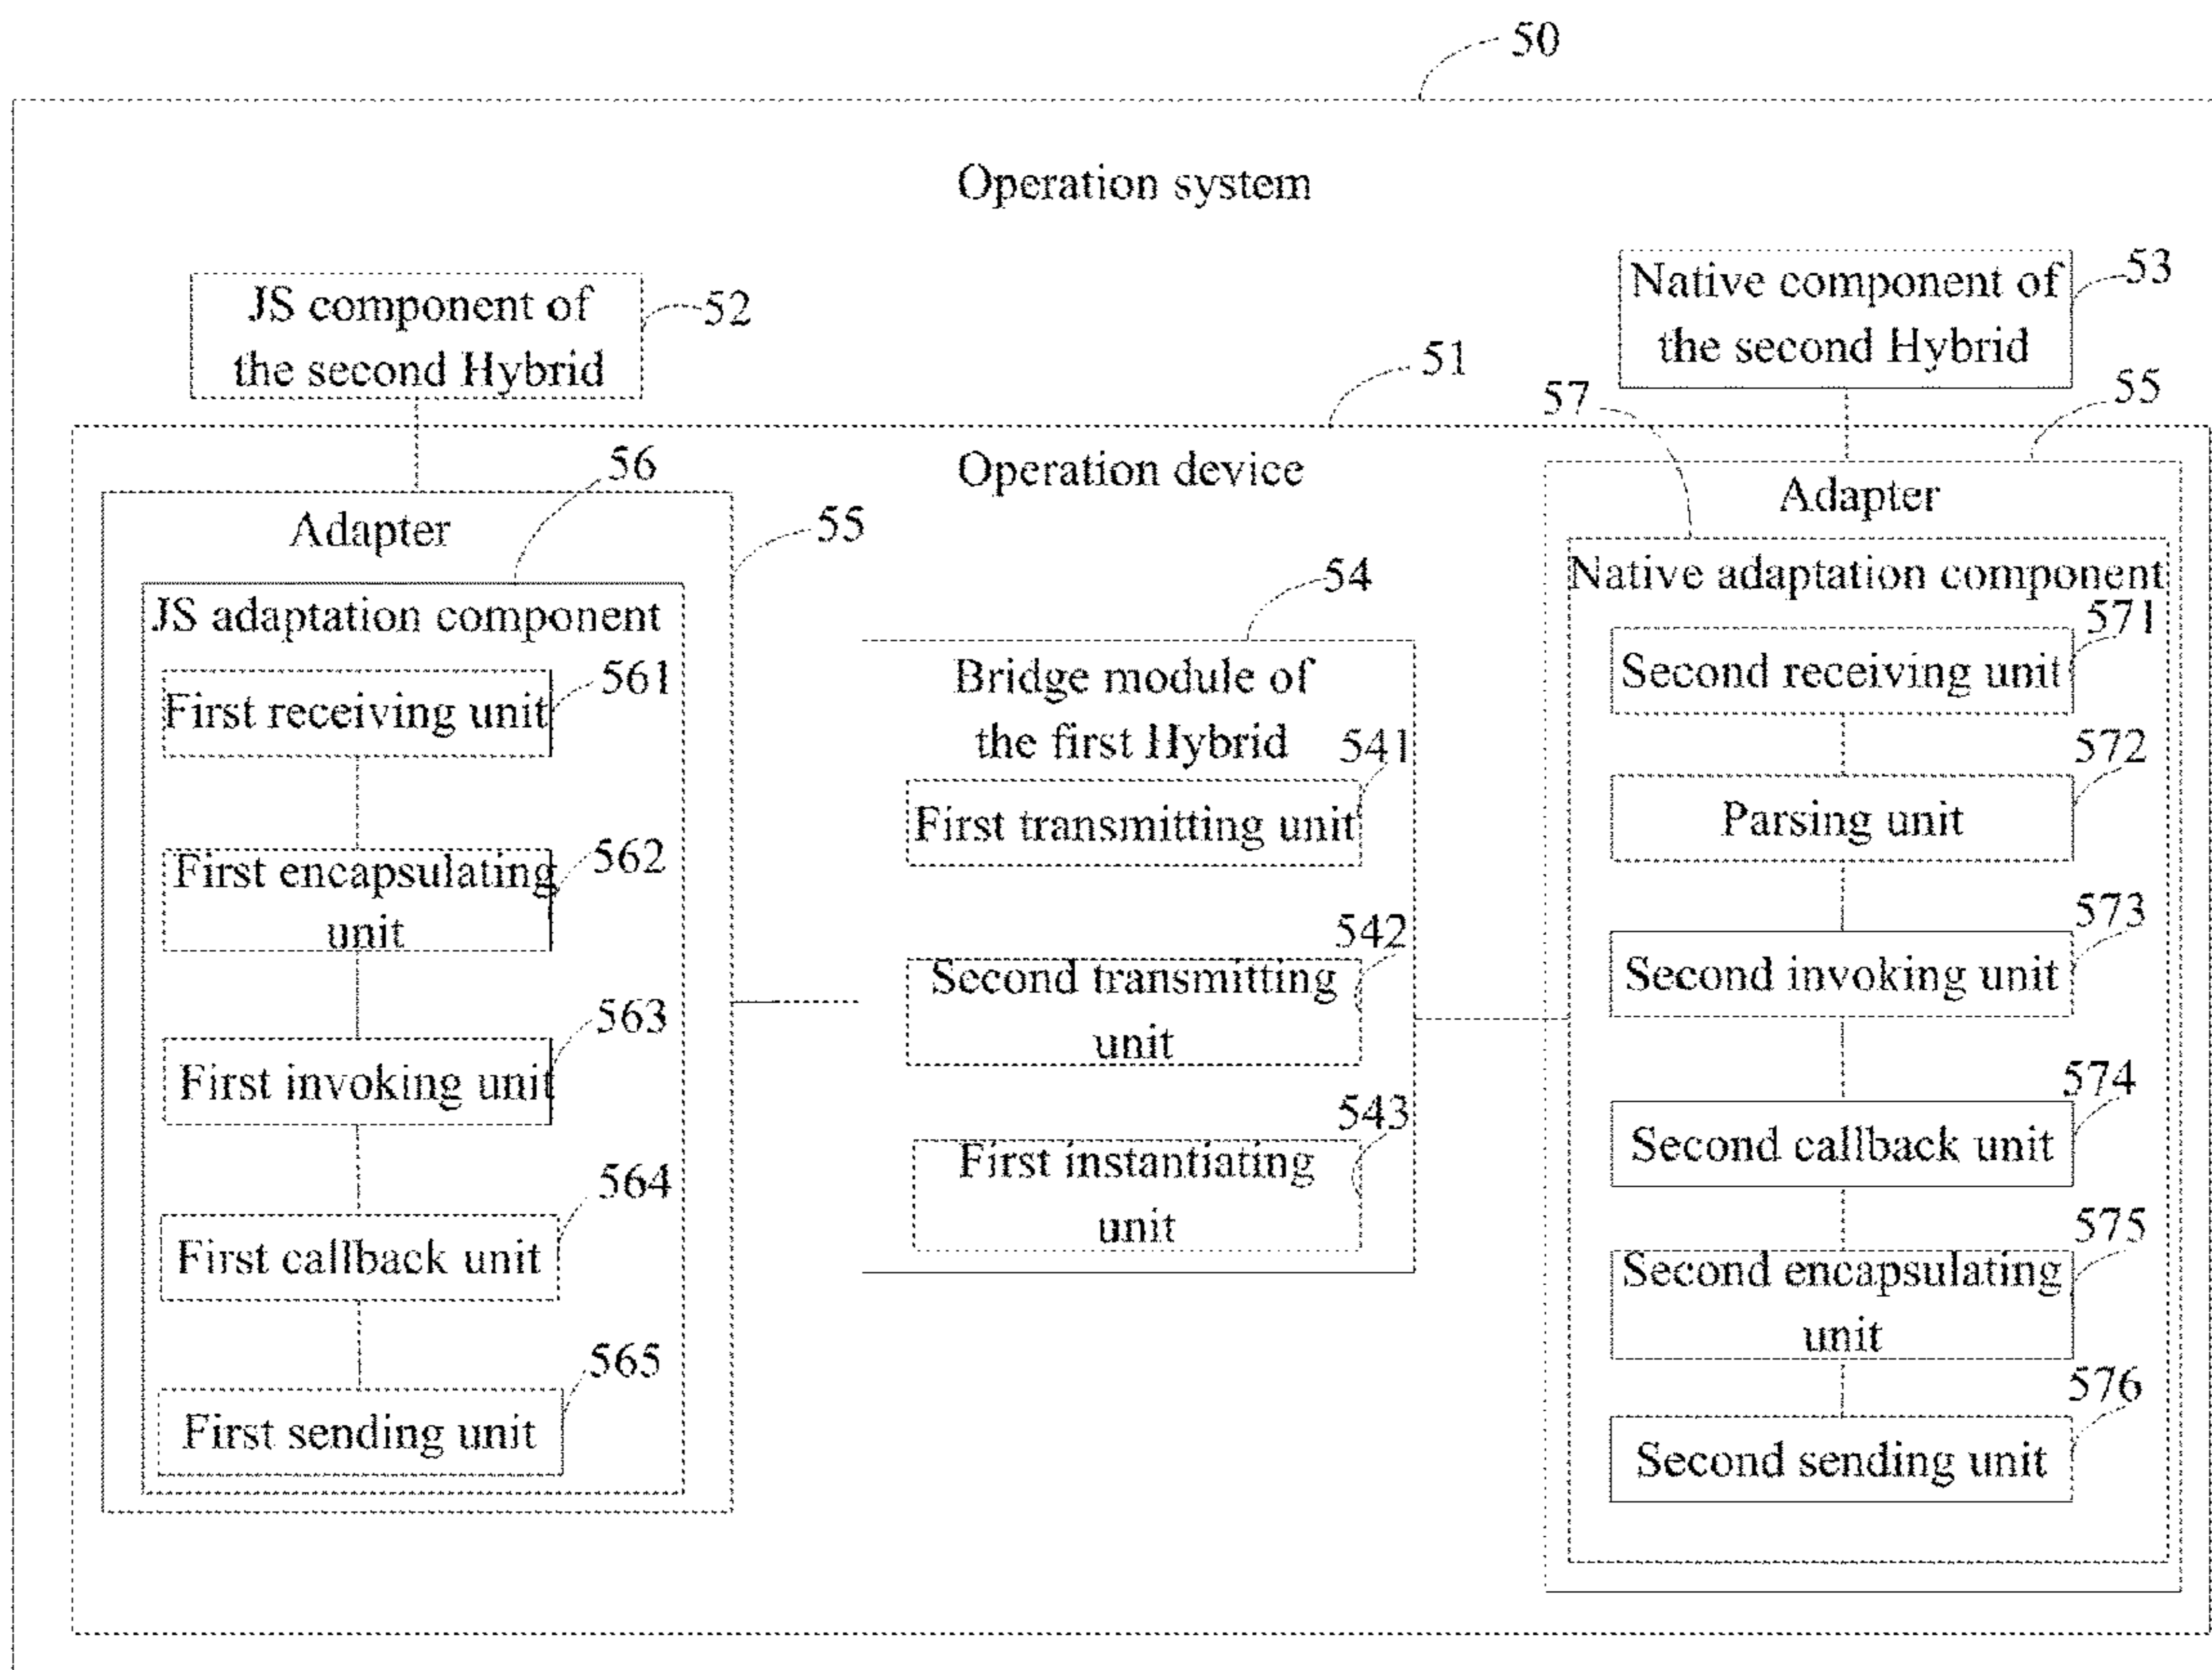 50
Operation system
JS component of
the second Hybrid
52
Native component of
the second Hybrid
53
51
57
55
Operation device
56
Adapter
55
Adapter
JS adaptation component
First receiving unit
561
First encapsulating
unit
562
First invoking unit
563
First callback unit
564
First sending unit
565
54
Bridge module of
the first Hybrid
541
First transmitting unit
542
Second transmitting
unit
543
First instantiating
unit
Native adaptation component
571
Second receiving unit
572
Parsing unit
573
Second invoking unit
574
Second callback unit
575
Second encapsulating
unit
576
Second sending unit